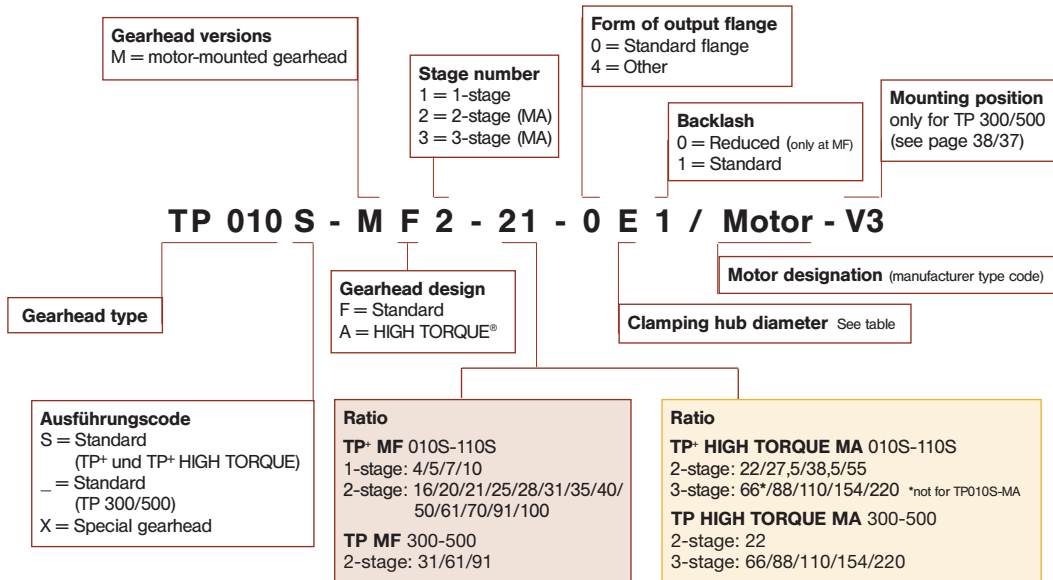 Gearhead versions
M = motor-mounted gearhead
Stage number
1 = 1-stage
2 = 2-stage (MA)
3 = 3-stage (MA)
Form of output flange
0 = Standard flange
4 = Other
Backlash
0 = Reduced (only at MF)
1 = Standard
Mounting position
only for TP 300/500
(see page 38/37)
TP 010 S - M F 2 - 21 - 0 E 1 / Motor - V3
Gearhead type
Gearhead design
F = Standard
A = HIGH TORQUE®
Clamping hub diameter See table
Motor designation (manufacturer type code)
Ausführungscode
S = Standard
(TP+ und TP+ HIGH TORQUE)
_ = Standard
(TP 300/500)
X = Special gearhead
Ratio
TP+ MF 010S-110S
1-stage: 4/5/7/10
2-stage: 16/20/21/25/28/31/35/40/
50/61/70/91/100
TP MF 300-500
2-stage: 31/61/91
Ratio
TP+ HIGH TORQUE MA 010S-110S
2-stage: 22/27,5/38,5/55
3-stage: 66*/88/110/154/220 *not for TP010S-MA
TP HIGH TORQUE MA 300-500
2-stage: 22
3-stage: 66/88/110/154/220